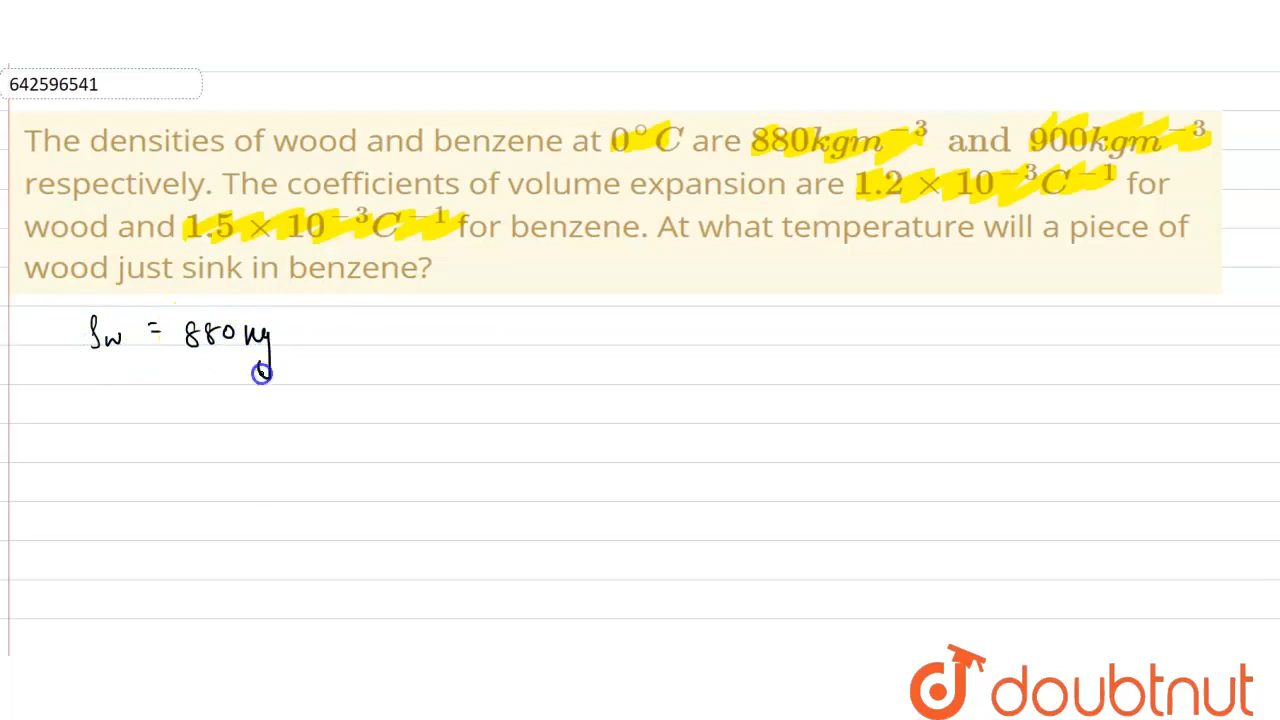 642596541
The densities of wood and benzene at 0°C are 880kgm⁻³ and 900kgm⁻³
respectively. The coefficients of volume expansion are 1.2 × 10⁻³C⁻¹ for
wood and 1.5 × 10⁻³C⁻¹ for benzene. At what temperature will a piece of
wood just sink in benzene?
ρw = 880 kg
doubtnut